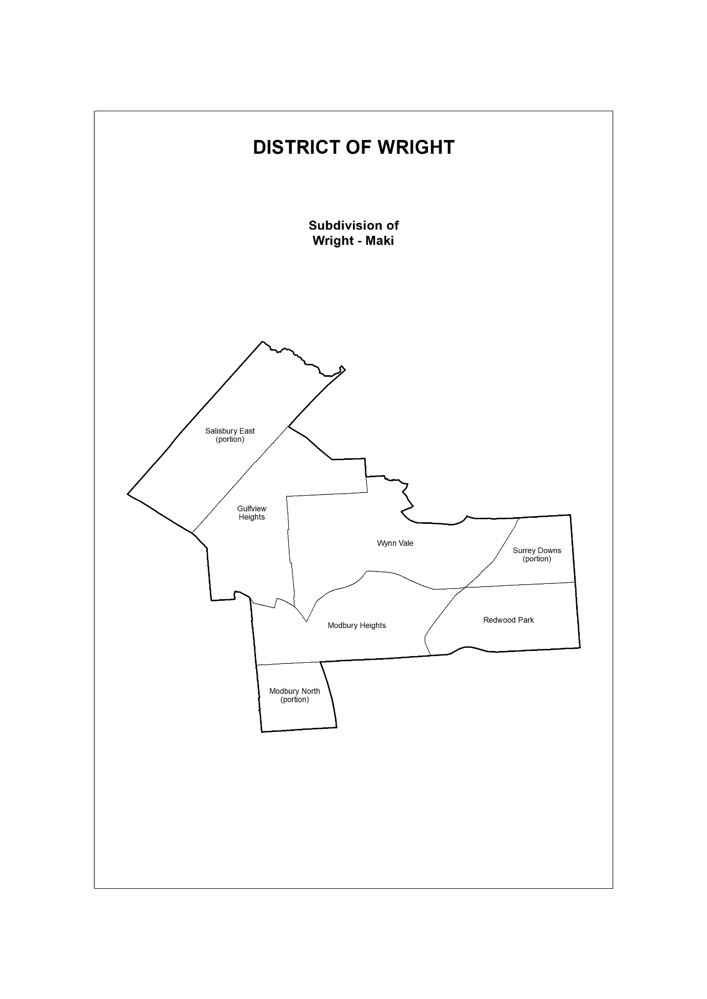 DISTRICT OF WRIGHT
Subdivision of
Wright - Maki
Salisbury East
(portion)
Gulfview
Heights
Wynn Vale
Surrey Downs
(portion)
Redwood Park
Modbury Heights
Modbury North
(portion)